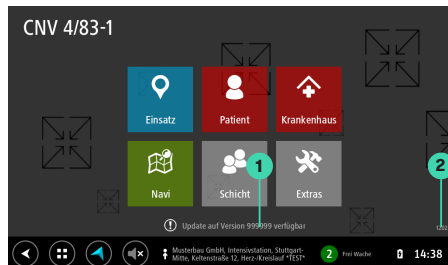 CNV 4/83-1
Einsatz
Patient
Krankenhaus
Navi
Schicht
Extras
1
2
Update auf Version 999999 verfügbar
Musterbau GmbH, Intensivstation, Stuttgart-
Mitte, Keltenstraße 12, Herz-/Kreislauf *TEST*
2
Frei Wache
14:38